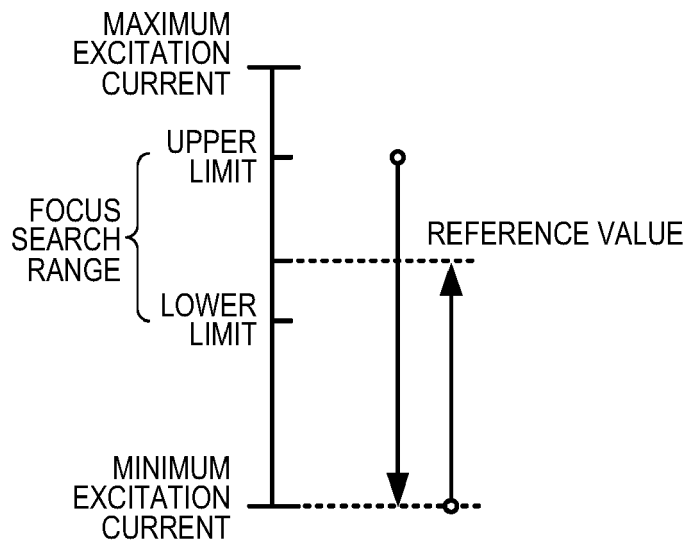 MAXIMUM
EXCITATION
CURRENT
UPPER
LIMIT
FOCUS
SEARCH
RANGE
REFERENCE VALUE
LOWER
LIMIT
MINIMUM
EXCITATION
CURRENT